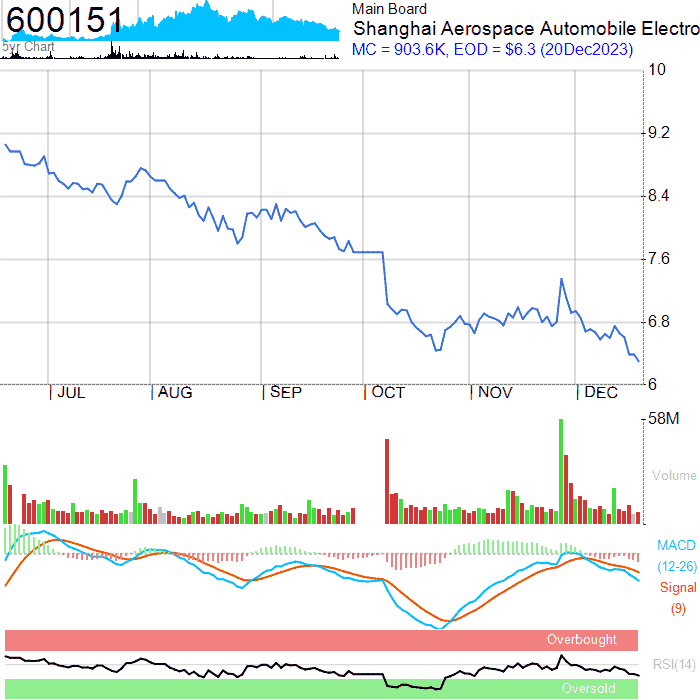 600151
5yr Chart
Main Board
Shanghai Aerospace Automobile Electro
MC = 903.6K, EOD = $6.3 (20Dec2023)
10
9.2
8.4
7.6
6.8
6
JUL AUG SEP OCT NOV DEC
58M
Volume
MACD
(12-26)
Signal
(9)
Overbought
RSI(14)
Oversold